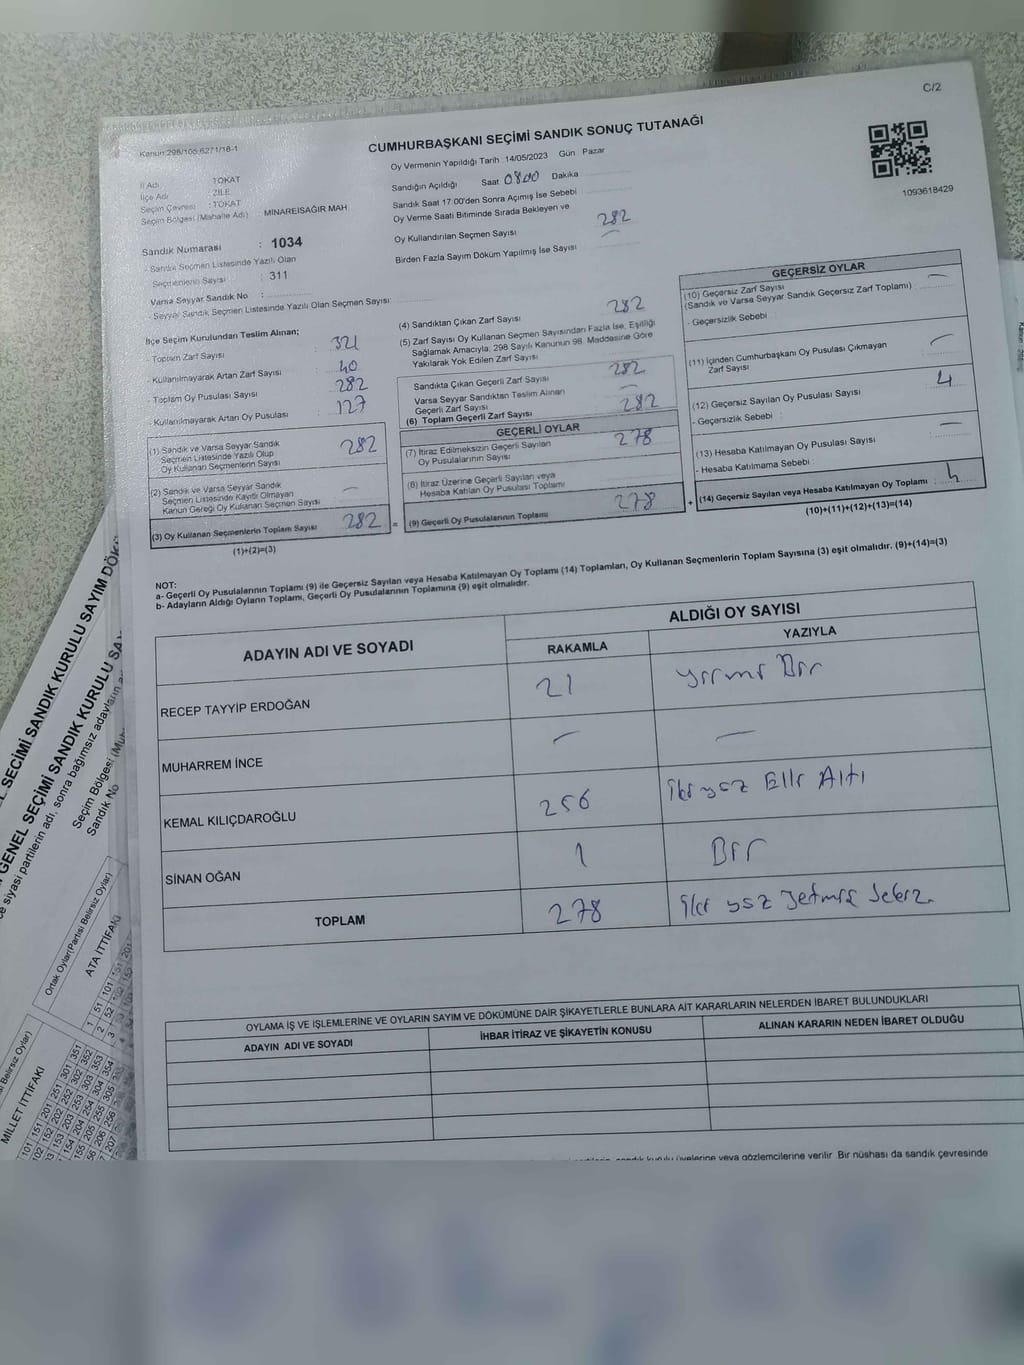 C/2
Kanun:298/105;6271/18-1
CUMHURBAŞKANI SEÇİMİ SANDIK SONUÇ TUTANAĞI
Oy Vermenin Yapıldığı Tarih : 14/05/2023 Gün : Pazar
1093618429
İl Adı : TOKAT
İlçe Adı : ZİLE
Seçim Çevresi : TOKAT
Seçim Bölgesi (Mahalle Adı) : MİNAREİSAĞIR MAH
Sandık Numarası : 1034
- Sandık Seçmen Listesinde Yazılı Olan
Seçmenlerin Sayısı : 311
Varsa Seyyar Sandık No :
- Seyyar Sandık Seçmen Listesinde Yazılı Olan Seçmen Sayısı:
Sandığın Açıldığı Saat 0800 Dakika
Sandık Saat 17:00'den Sonra Açımış İse Sebebi
Oy Verme Saati Bitiminde Sırada Bekleyen ve
Oy Kullandırılan Seçmen Sayısı 282
Birden Fazla Sayım Döküm Yapılmış İse Sayısı —
İlçe Seçim Kurulundan Teslim Alınan;
- Toplam Zarf Sayısı : 321
- Kullanılmayarak Artan Zarf Sayısı : 40
- Toplam Oy Pusulası Sayısı : 282
- Kullanılmayarak Artan Oy Pusulası : 127
(1) Sandık ve Varsa Seyyar Sandık
Seçmen Listesinde Yazılı Olup
Oy Kullanan Seçmenlerin Sayısı 282
(2) Sandık ve Varsa Seyyar Sandık
Seçmen Listesinde Kayıtlı Olmayan
Kanun Gereği Oy Kullanan Seçmen Sayısı —
(3) Oy Kullanan Seçmenlerin Toplam Sayısı 282 =
(1)+(2)=(3)
(4) Sandıktan Çıkan Zarf Sayısı 282
(5) Zarf Sayısı Oy Kullanan Seçmen Sayısından Fazla İse, Eşitliği
Sağlamak Amacıyla; 298 Sayılı Kanunun 98. Maddesine Göre
Yakılarak Yok Edilen Zarf Sayısı
Sandıkta Çıkan Geçerli Zarf Sayısı 282
Varsa Seyyar Sandıktan Teslim Alınan
Geçerli Zarf Sayısı —
(6) Toplam Geçerli Zarf Sayısı 282
GEÇERLİ OYLAR
(7) İtiraz Edilmeksizin Geçerli Sayılan
Oy Pusulalarının Sayısı 278
(8) İtiraz Üzerine Geçerli Sayılan veya
Hesaba Katılan Oy Pusulası Toplamı
(9) Geçerli Oy Pusulalarının Toplamı 278 +
GEÇERSİZ OYLAR
(10) Geçersiz Zarf Sayısı —
(Sandık ve Varsa Seyyar Sandık Geçersiz Zarf Toplamı)
- Geçersizlik Sebebi :
(11) İçinden Cumhurbaşkanı Oy Pusulası Çıkmayan
Zarf Sayısı —
(12) Geçersiz Sayılan Oy Pusulası Sayısı 4
- Geçersizlik Sebebi :
(13) Hesaba Katılmayan Oy Pusulası Sayısı —
- Hesaba Katılmama Sebebi :
(14) Geçersiz Sayılan veya Hesaba Katılmayan Oy Toplamı : 4
(10)+(11)+(12)+(13)=(14)
NOT:
a- Geçerli Oy Pusulalarının Toplamı (9) ile Geçersiz Sayılan veya Hesaba Katılmayan Oy Toplamı (14) Toplamları, Oy Kullanan Seçmenlerin Toplam Sayısına (3) eşit olmalıdır. (9)+(14)=(3)
b- Adayların Aldığı Oyların Toplamı, Geçerli Oy Pusulalarının Toplamına (9) eşit olmalıdır.
ADAYIN ADI VE SOYADI
ALDIĞI OY SAYISI
RAKAMLA YAZIYLA
RECEP TAYYİP ERDOĞAN 21 yirmi Bir
MUHARREM İNCE — —
KEMAL KILIÇDAROĞLU 256 iki yüz Elli Altı
SİNAN OĞAN 1 Bir
TOPLAM 278 iki yüz yetmiş sekiz.
OYLAMA İŞ VE İŞLEMLERİNE VE OYLARIN SAYIM VE DÖKÜMÜNE DAİR ŞİKAYETLERLE BUNLARA AİT KARARLARIN NELERDEN İBARET BULUNDUKLARI
ADAYIN ADI VE SOYADI İHBAR İTİRAZ VE ŞİKAYETİN KONUSU ALINAN KARARIN NEDEN İBARET OLDUĞU
sandık kurulu üyelerine veya gözlemcilerine verilir. Bir nüshası da sandık çevresinde
SEÇİMİ SANDIK KURULU SAYIM DÖK
GENEL SEÇİMİ SANDIK KURULU SA
siyasi partilerin adı, sonra bağımsız adayların
Seçim Bölgesi (Mu
Sandık No
Ortak Oylar(Partisi Belirsiz Oylar)
ATA İTTİFAKI
Belirsiz Oylar)
MİLLET İTTİFAKI